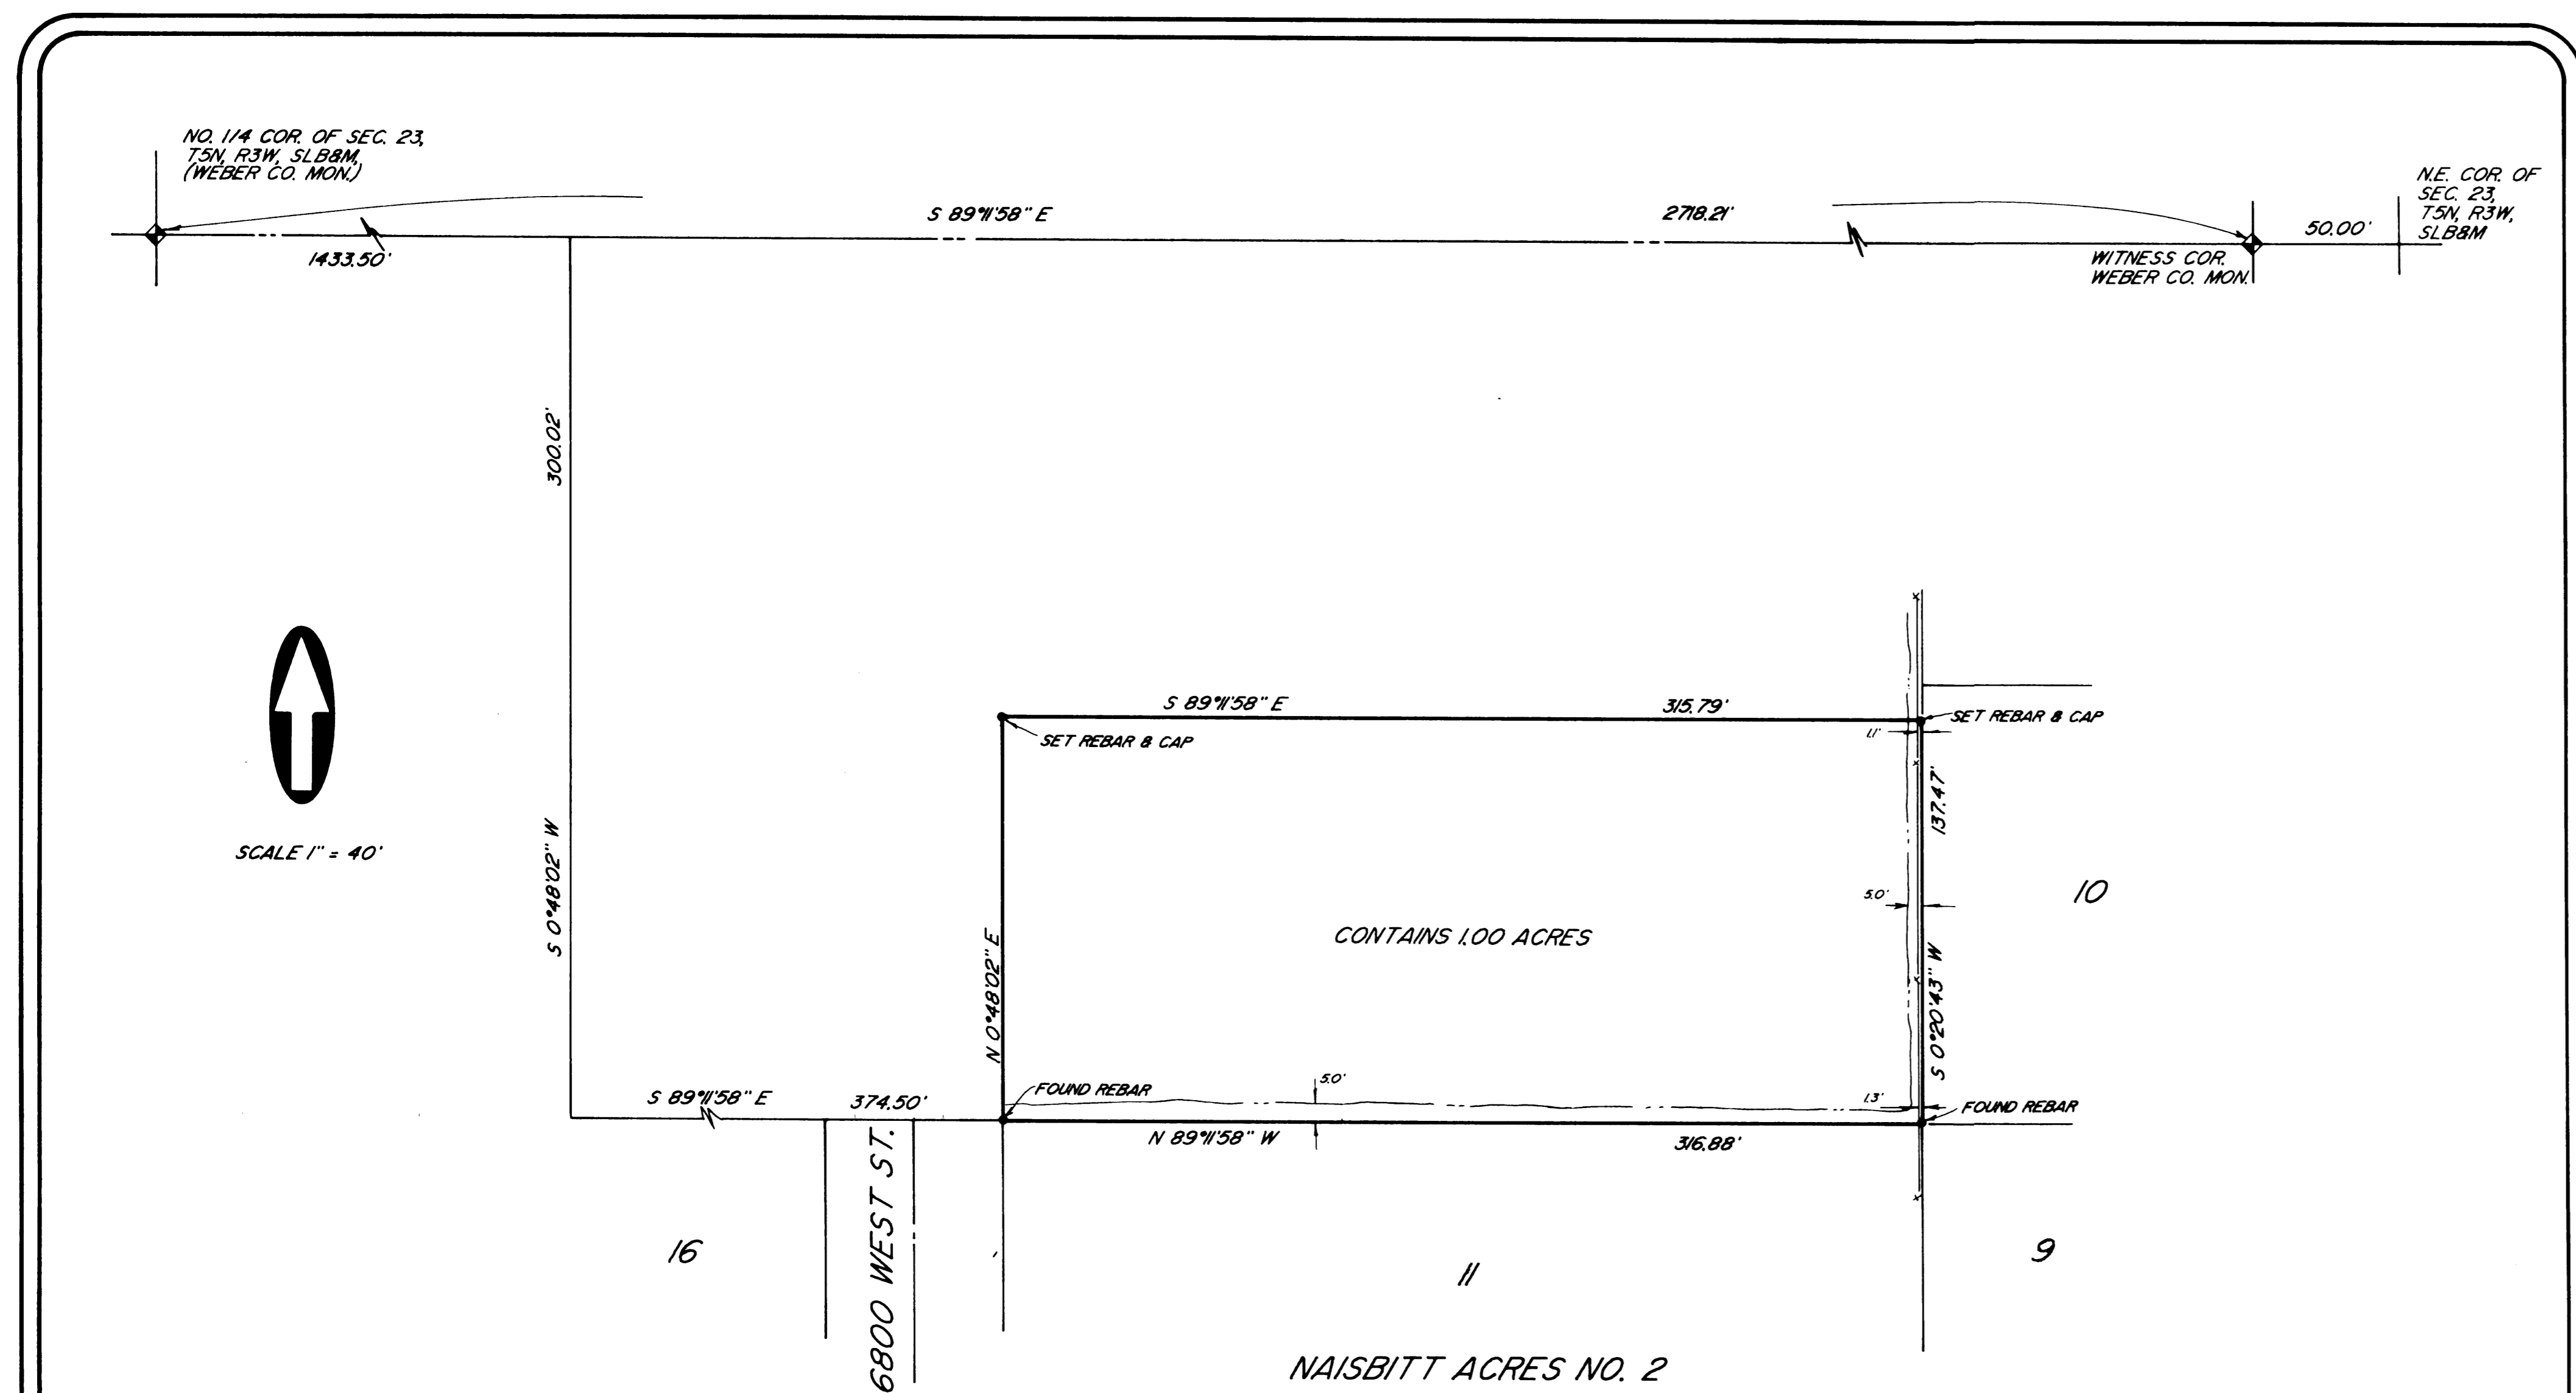 NO. 1/4 COR. OF SEC. 23,
T5N, R3W, SLB&M,
(WEBER CO. MON.)
N.E. COR. OF
SEC. 23,
T5N, R3W,
SLB&M
S 89°11'58" E
2718.21'
50.00'
1433.50'
WITNESS COR.
WEBER CO. MON.
300.02'
S 0°48'02" W
SCALE 1" = 40'
S 89°11'58" E
315.79'
SET REBAR & CAP
SET REBAR & CAP
1.1'
137.47'
5.0'
10
CONTAINS 1.00 ACRES
N 0°48'02" E
S 0°20'43" W
S 89°11'58" E
374.50'
FOUND REBAR
5.0'
1.3'
FOUND REBAR
N 89°11'58" W
316.88'
6800 WEST ST.
16
11
9
NAISBITT ACRES NO. 2